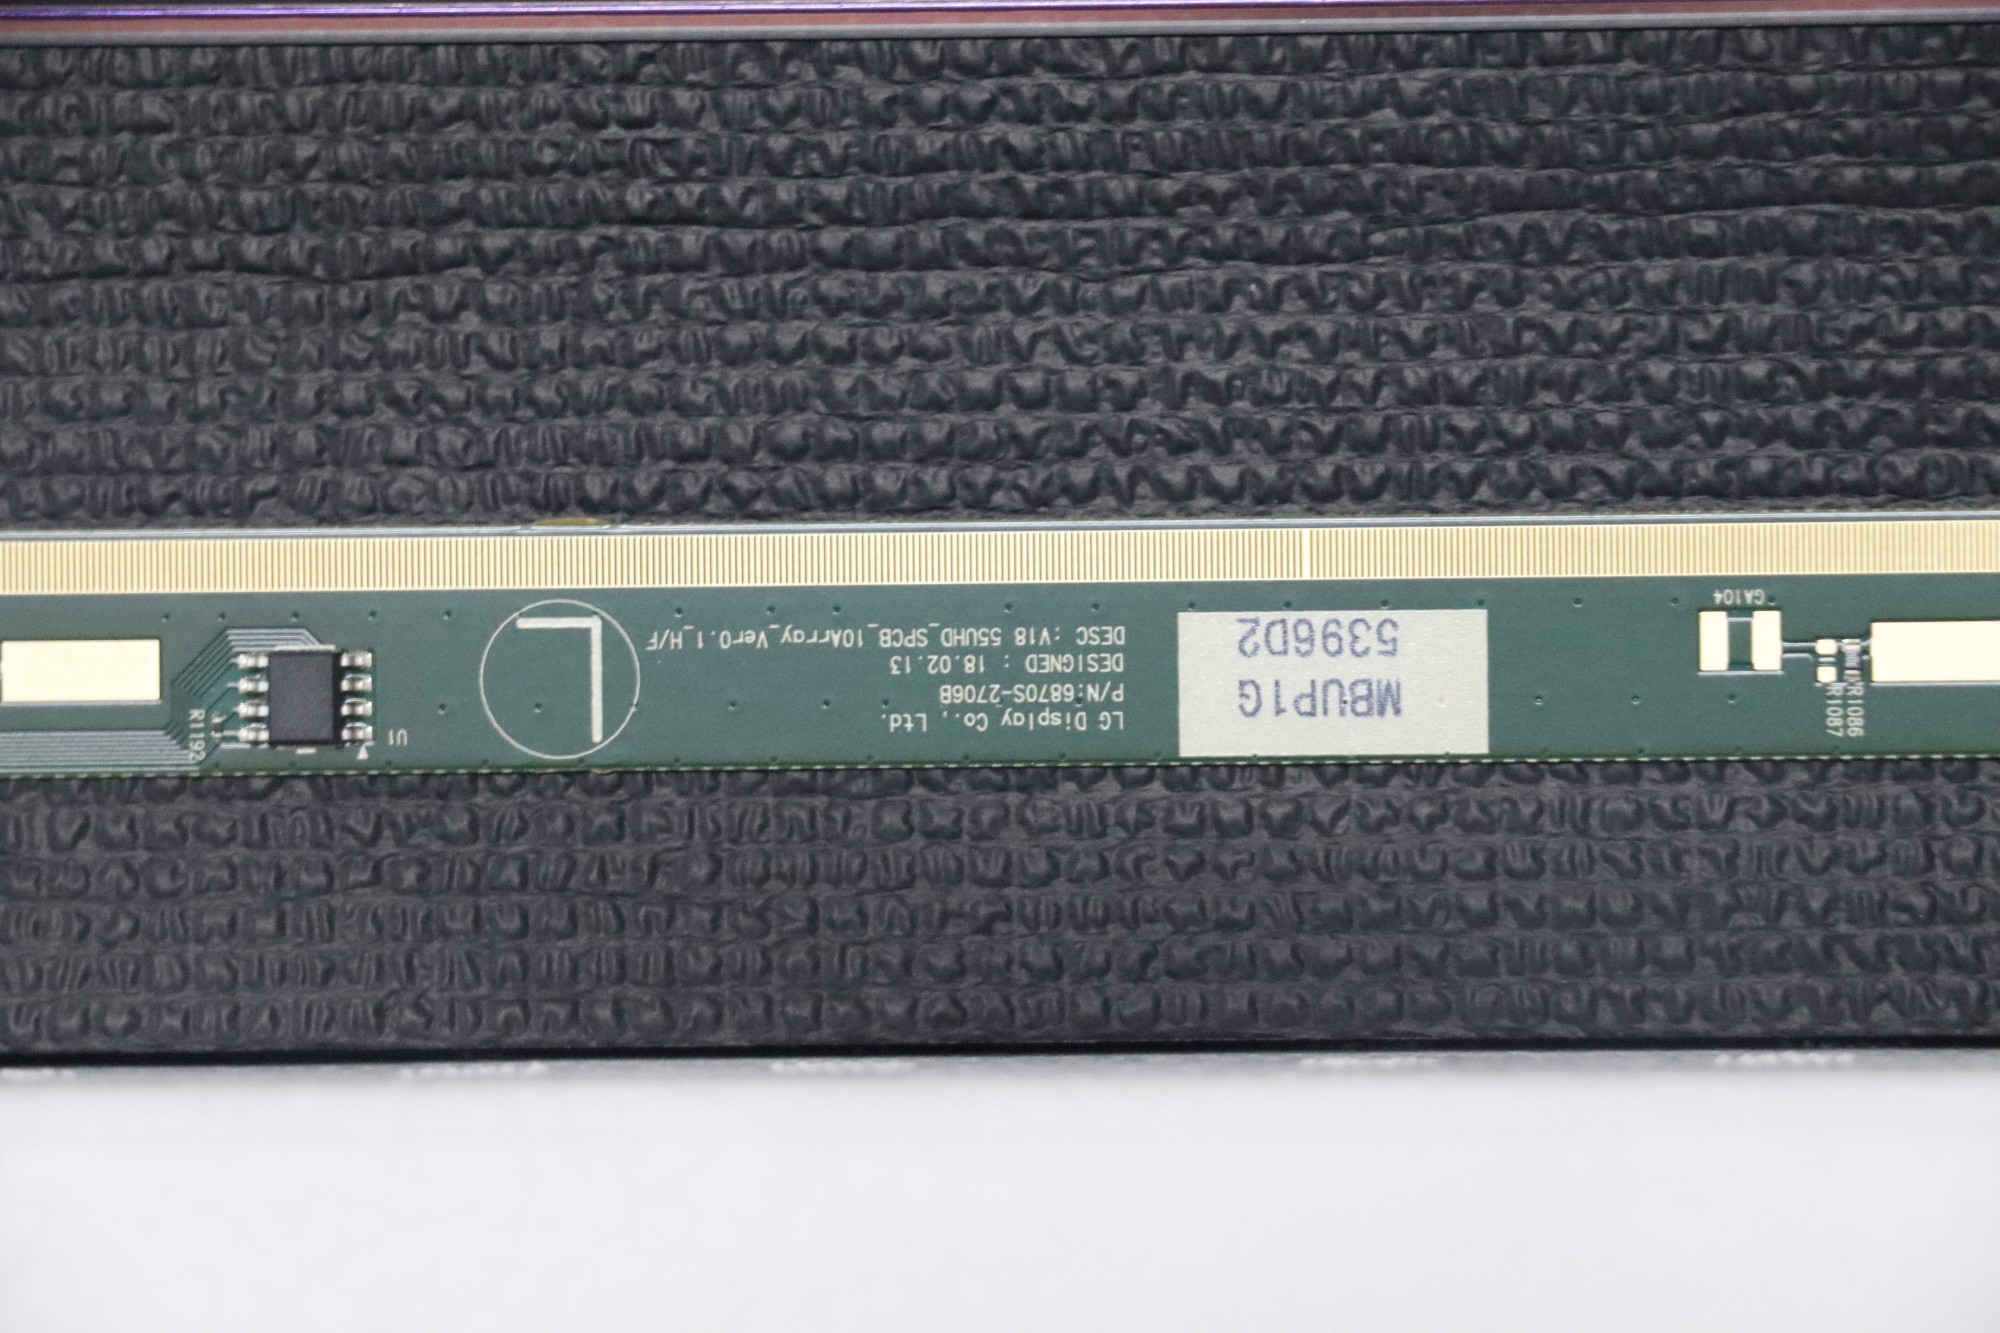 LG Display Co., Ltd.
P/N:6870S-2706B
DESIGNED : 18.02.13
DESC :V18 55UHD_SPCB_10Array_Ver0.1_H/F
L
MBUP1G
5396D2
U1
R1192
GA104
R1086
R1087